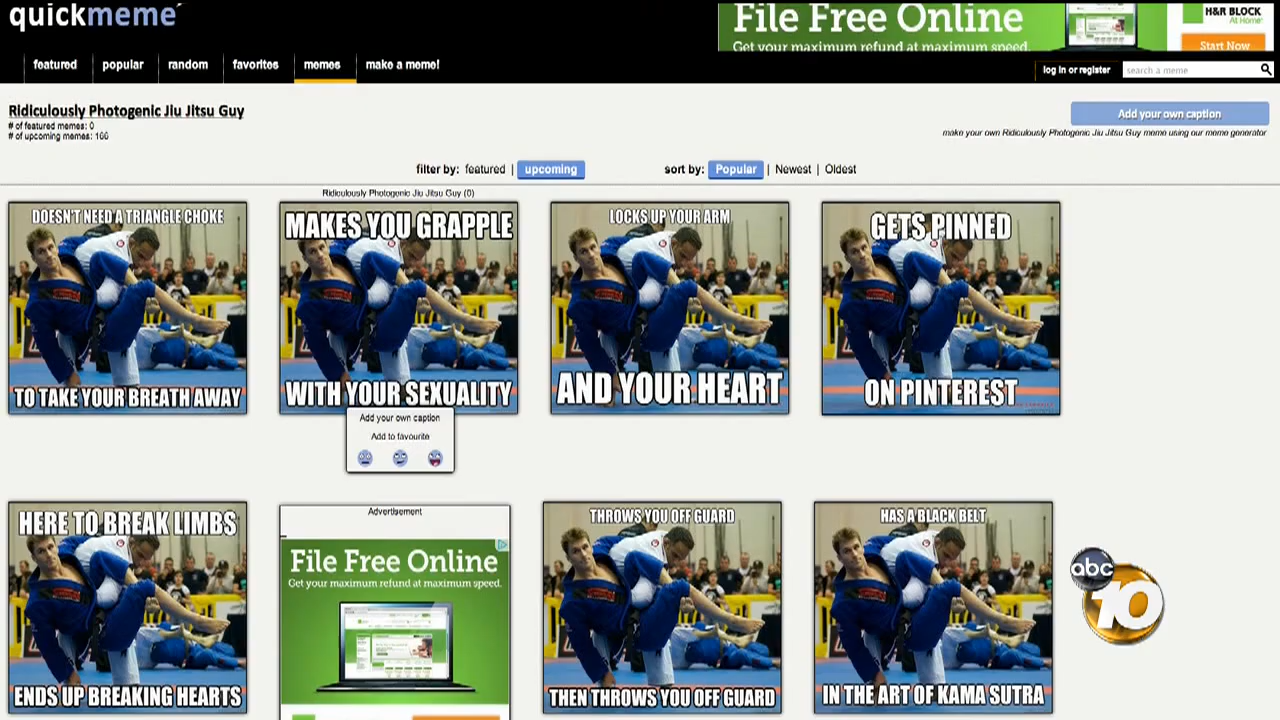 quickmeme
File Free Online
Get your maximum refund at maximum speed.
H&R BLOCK
At Home
Start Now
featured
popular
random
favorites
memes
make a meme!
log in or register
search a meme
Ridiculously Photogenic Jiu Jitsu Guy
# of featured memes: 0
# of upcoming memes: 166
Add your own caption
make your own Ridiculously Photogenic Jiu Jitsu Guy meme using our meme generator
filter by: featured | upcoming
sort by: Popular | Newest | Oldest
Ridiculously Photogenic Jiu Jitsu Guy (0)
DOESN'T NEED A TRIANGLE CHOKE
TO TAKE YOUR BREATH AWAY
MAKES YOU GRAPPLE
WITH YOUR SEXUALITY
LOCKS UP YOUR ARM
AND YOUR HEART
GETS PINNED
ON PINTEREST
Add your own caption
Add to favourite
HERE TO BREAK LIMBS
ENDS UP BREAKING HEARTS
Advertisement
File Free Online
Get your maximum refund at maximum speed.
THROWS YOU OFF GUARD
THEN THROWS YOU OFF GUARD
HAS A BLACK BELT
IN THE ART OF KAMA SUTRA
abc
10